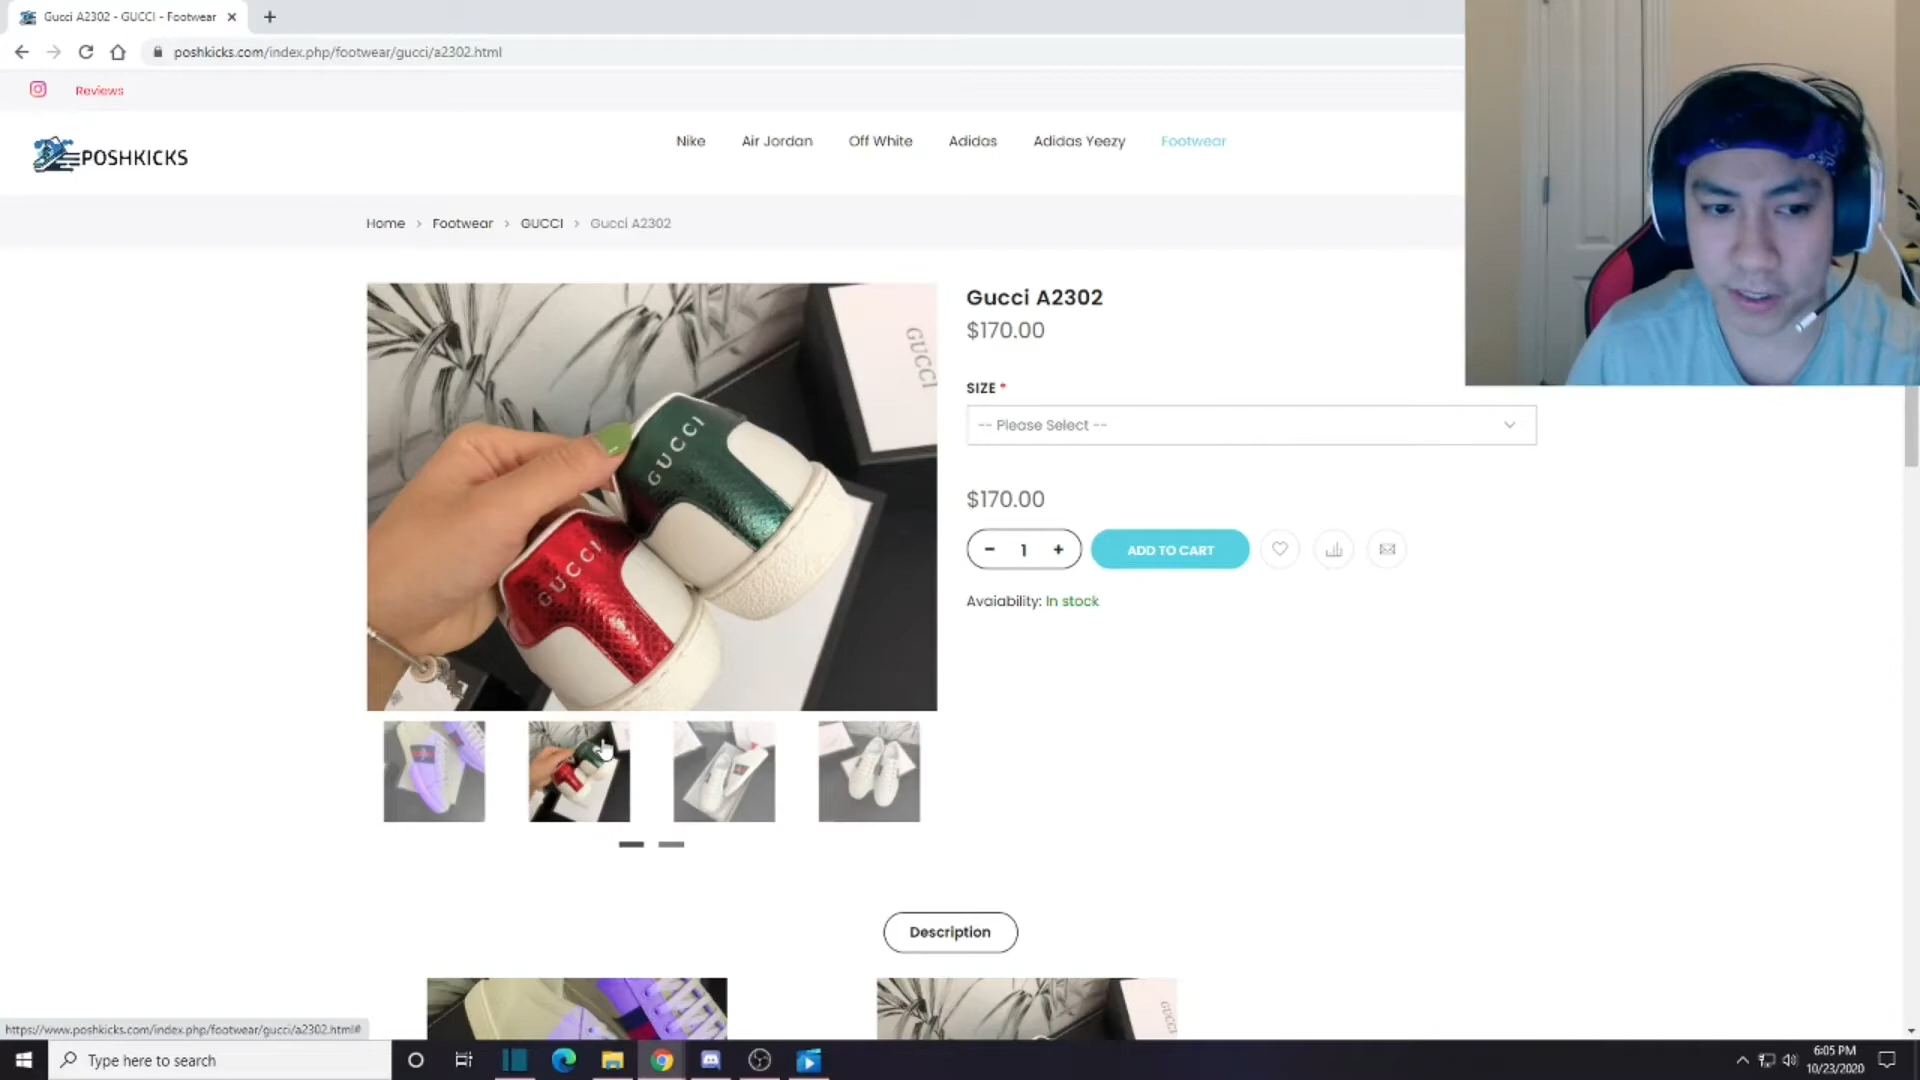 Gucci A2302 - GUCCI - Footwear
poshkicks.com/index.php/footwear/gucci/a2302.html
Reviews
POSHKICKS
Nike
Air Jordan
Off White
Adidas
Adidas Yeezy
Footwear
Home > Footwear > GUCCI > Gucci A2302
GUCCI
GUCCI
GUCCI
Gucci A2302
$170.00
SIZE *
-- Please Select --
$170.00
- 1 +
ADD TO CART
Avaiability: In stock
Description
GUCCI
https://www.poshkicks.com/index.php/footwear/gucci/a2302.html#
Type here to search
6:05 PM
10/23/2020